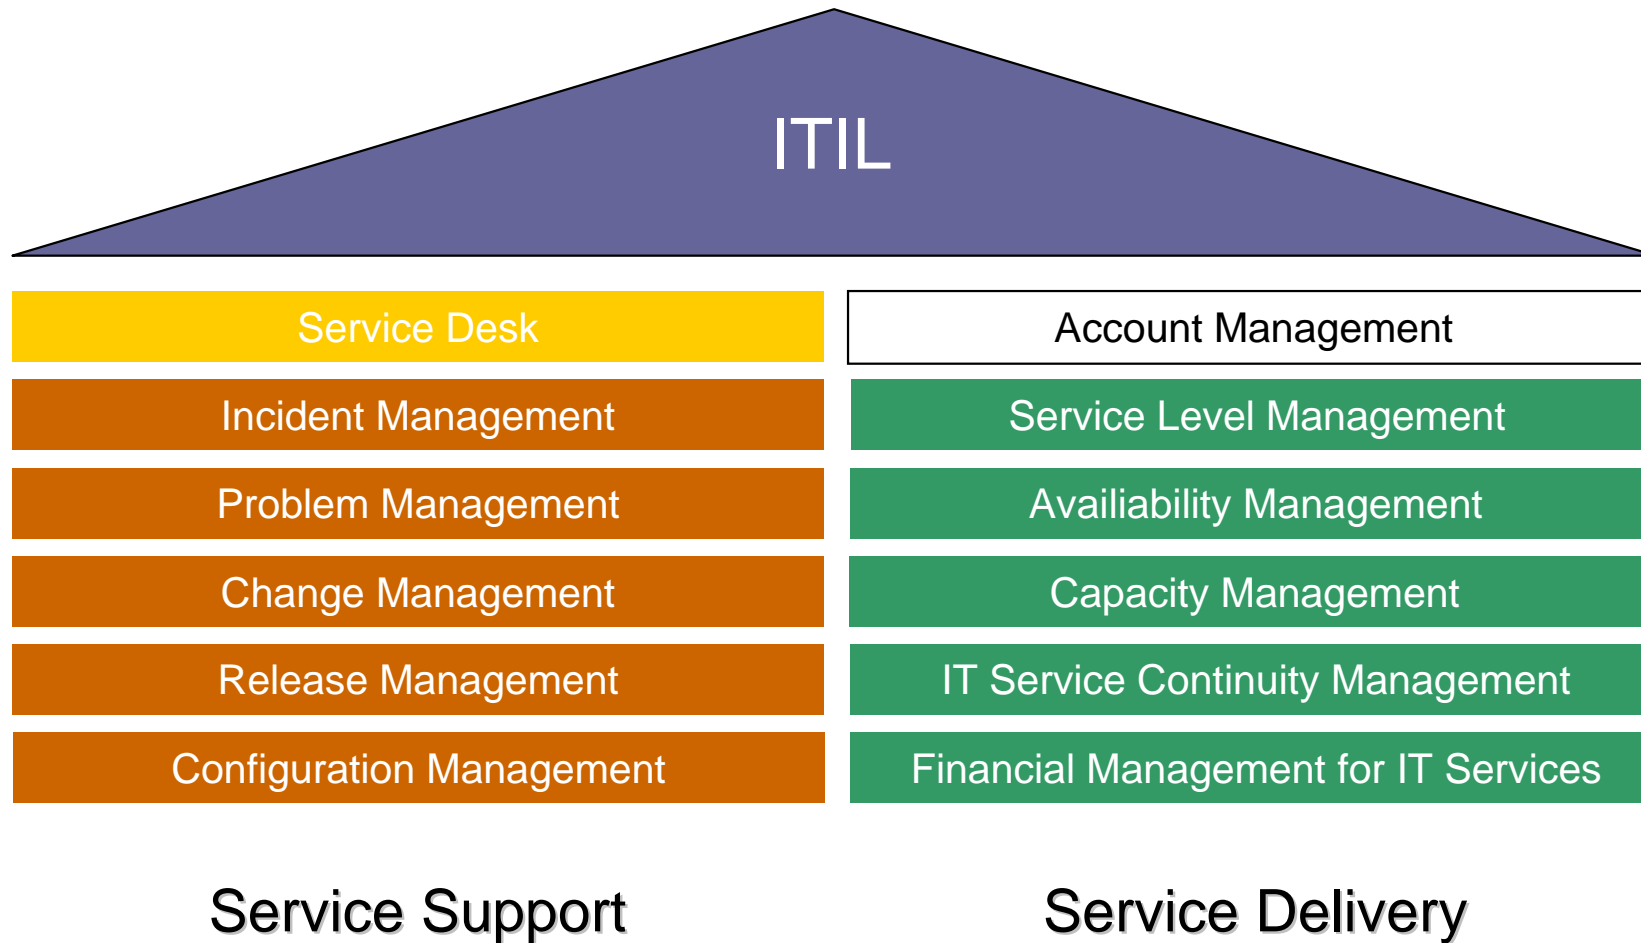 ITIL
Service Desk
Incident Management
Problem Management
Change Management
Release Management
Configuration Management
Service Support
Account Management
Service Level Management
Availiability Management
Capacity Management
IT Service Continuity Management
Financial Management for IT Services
Service Delivery